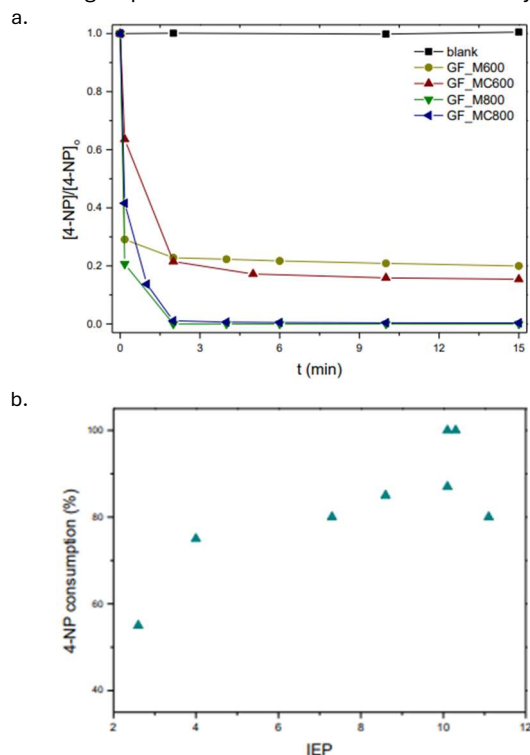 a.
1.0
0.8
0.6
0.4
0.2
0.0
[4-NP]/[4-NP]o
blank
GF_M600
GF_MC600
GF_M800
GF_MC800
0 3 6 9 12 15
t (min)
b.
100
80
60
40
4-NP consumption (%)
2 4 6 8 10 12
IEP